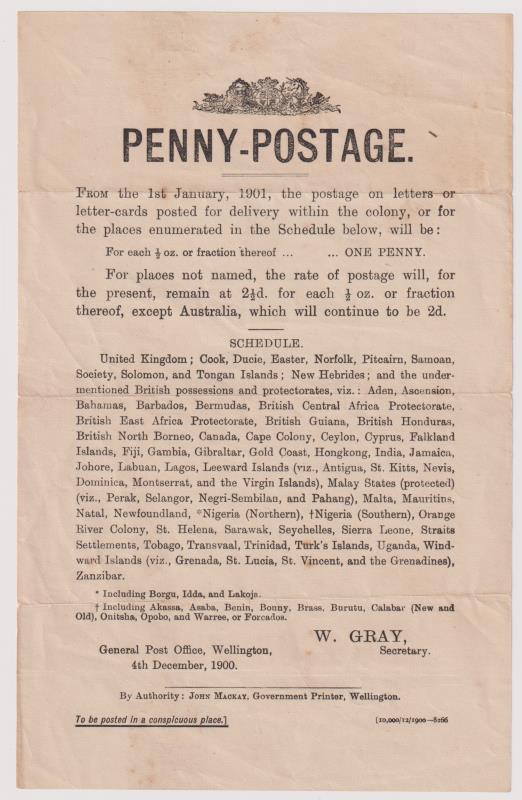 PENNY-POSTAGE.
FROM the 1st January, 1901, the postage on letters or
letter-cards posted for delivery within the colony, or for
the places enumerated in the Schedule below, will be:
For each ½ oz. or fraction thereof ... ... ONE PENNY.
For places not named, the rate of postage will, for
the present, remain at 2½d. for each ½ oz. or fraction
thereof, except Australia, which will continue to be 2d.
SCHEDULE.
United Kingdom; Cook, Ducie, Easter, Norfolk, Pitcairn, Samoan,
Society, Solomon, and Tongan Islands; New Hebrides; and the under-
mentioned British possessions and protectorates, viz.: Aden, Ascension,
Bahamas, Barbados, Bermudas, British Central Africa Protectorate,
British East Africa Protectorate, British Guiana, British Honduras,
British North Borneo, Canada, Cape Colony, Ceylon, Cyprus, Falkland
Islands, Fiji, Gambia, Gibraltar, Gold Coast, Hongkong, India, Jamaica,
Johore, Labuan, Lagos, Leeward Islands (viz., Antigua, St. Kitts, Nevis,
Dominica, Montserrat, and the Virgin Islands), Malay States (protected)
(viz., Perak, Selangor, Negri-Sembilan, and Pahang), Malta, Mauritius,
Natal, Newfoundland, *Nigeria (Northern), †Nigeria (Southern), Orange
River Colony, St. Helena, Sarawak, Seychelles, Sierra Leone, Straits
Settlements, Tobago, Transvaal, Trinidad, Turk's Islands, Uganda, Wind-
ward Islands (viz., Grenada, St. Lucia, St. Vincent, and the Grenadines),
Zanzibar.
* Including Borgu, Idda, and Lakoja.
† Including Akassa, Asaba, Benin, Bonny, Brass, Burutu, Calabar (New and
Old), Onitsha, Opobo, and Warree, or Forcados.
W. GRAY,
General Post Office, Wellington, Secretary.
4th December, 1900.
By Authority: JOHN MACKAY, Government Printer, Wellington.
To be posted in a conspicuous place.] [10,000/12/1900—8266